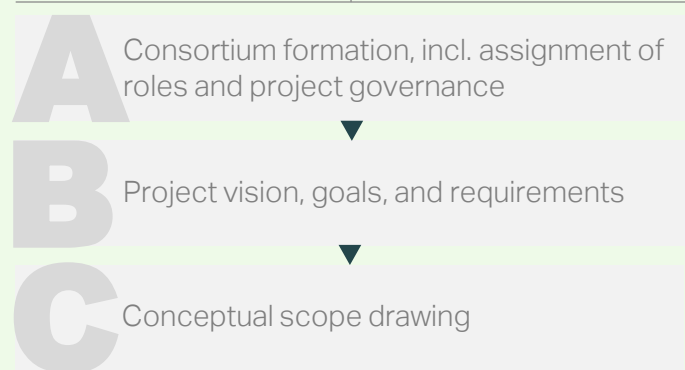 A
Consortium formation, incl. assignment of
roles and project governance
B
Project vision, goals, and requirements
C
Conceptual scope drawing